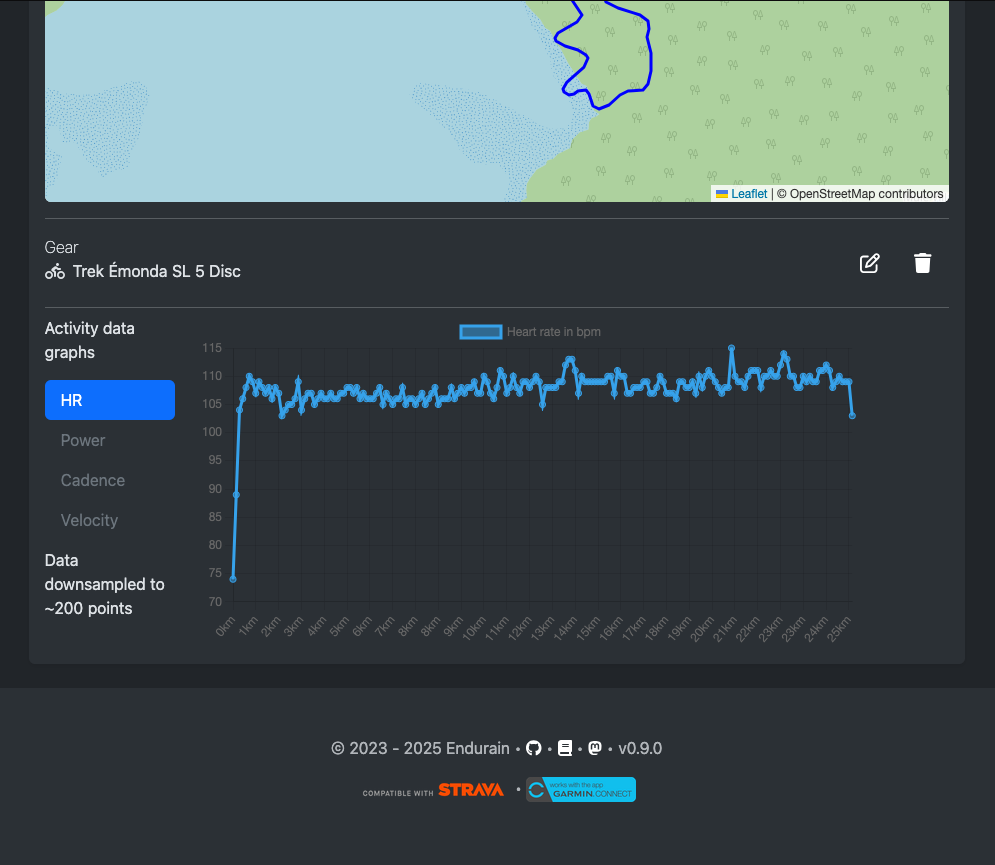 Leaflet | © OpenStreetMap contributors
Gear
Trek Émonda SL 5 Disc
Activity data
graphs
HR
Power
Cadence
Velocity
Data
downsampled to
~200 points
Heart rate in bpm
115
110
105
100
95
90
85
80
75
70
0km 1km 2km 3km 4km 5km 6km 7km 8km 8km 9km 10km 11km 12km 13km 14km 15km 16km 17km 18km 19km 20km 21km 22km 23km 23km 24km 25km
© 2023 - 2025 Endurain • • • • v0.9.0
COMPATIBLE WITH STRAVA • works with the app GARMIN.CONNECT